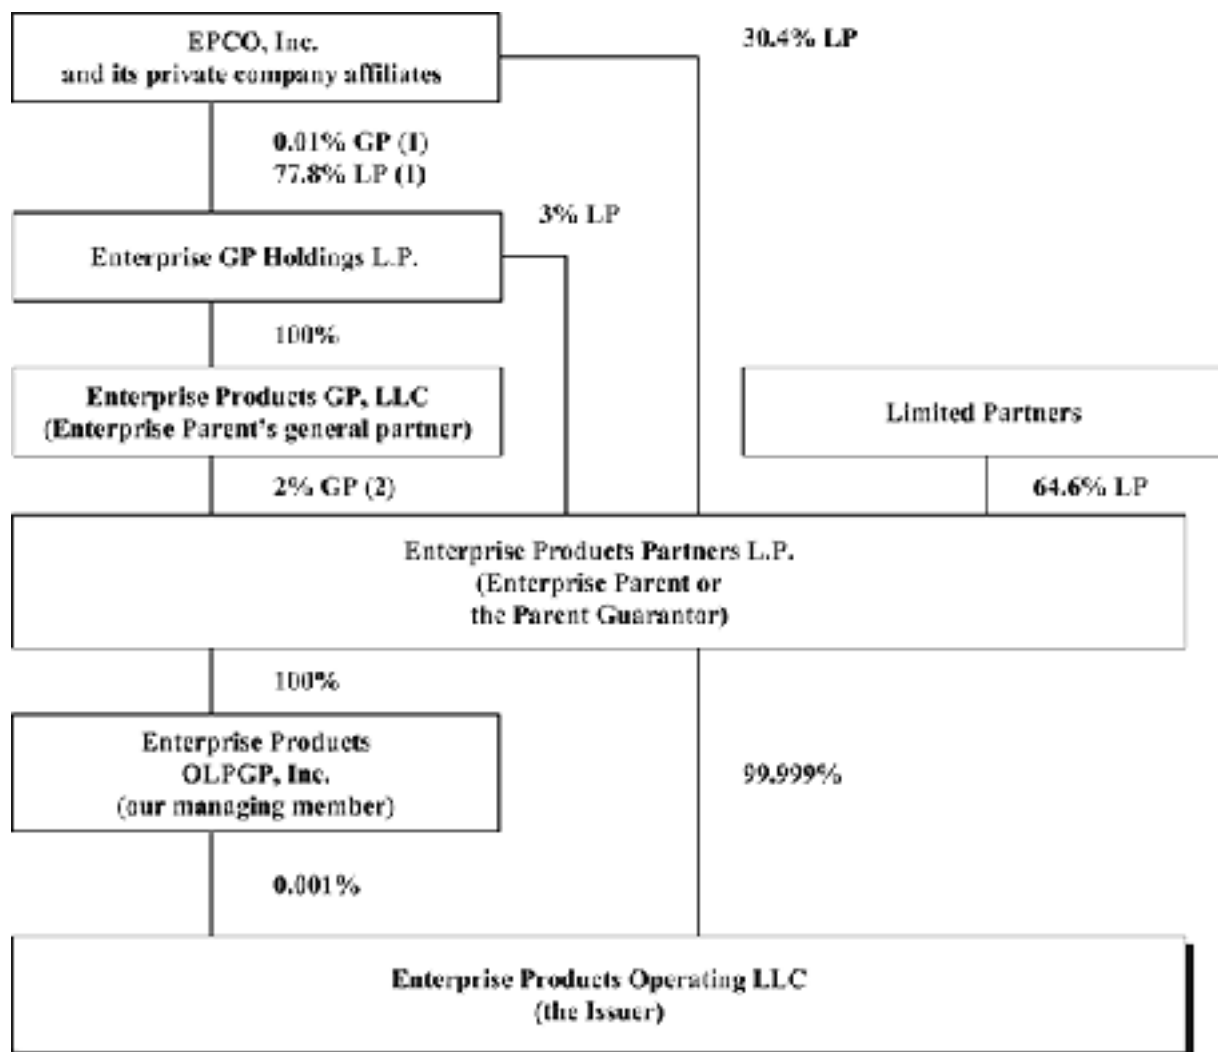 EPCO, Inc.
and its private company affiliates
30.4% LP
0.01% GP (1)
77.8% LP (1)
3% LP
Enterprise GP Holdings L.P.
100%
Enterprise Products GP, LLC
(Enterprise Parent's general partner)
Limited Partners
2% GP (2)
64.6% LP
Enterprise Products Partners L.P.
(Enterprise Parent or
the Parent Guarantor)
100%
Enterprise Products
OLPGP, Inc.
(our managing member)
99.999%
0.001%
Enterprise Products Operating LLC
(the Issuer)